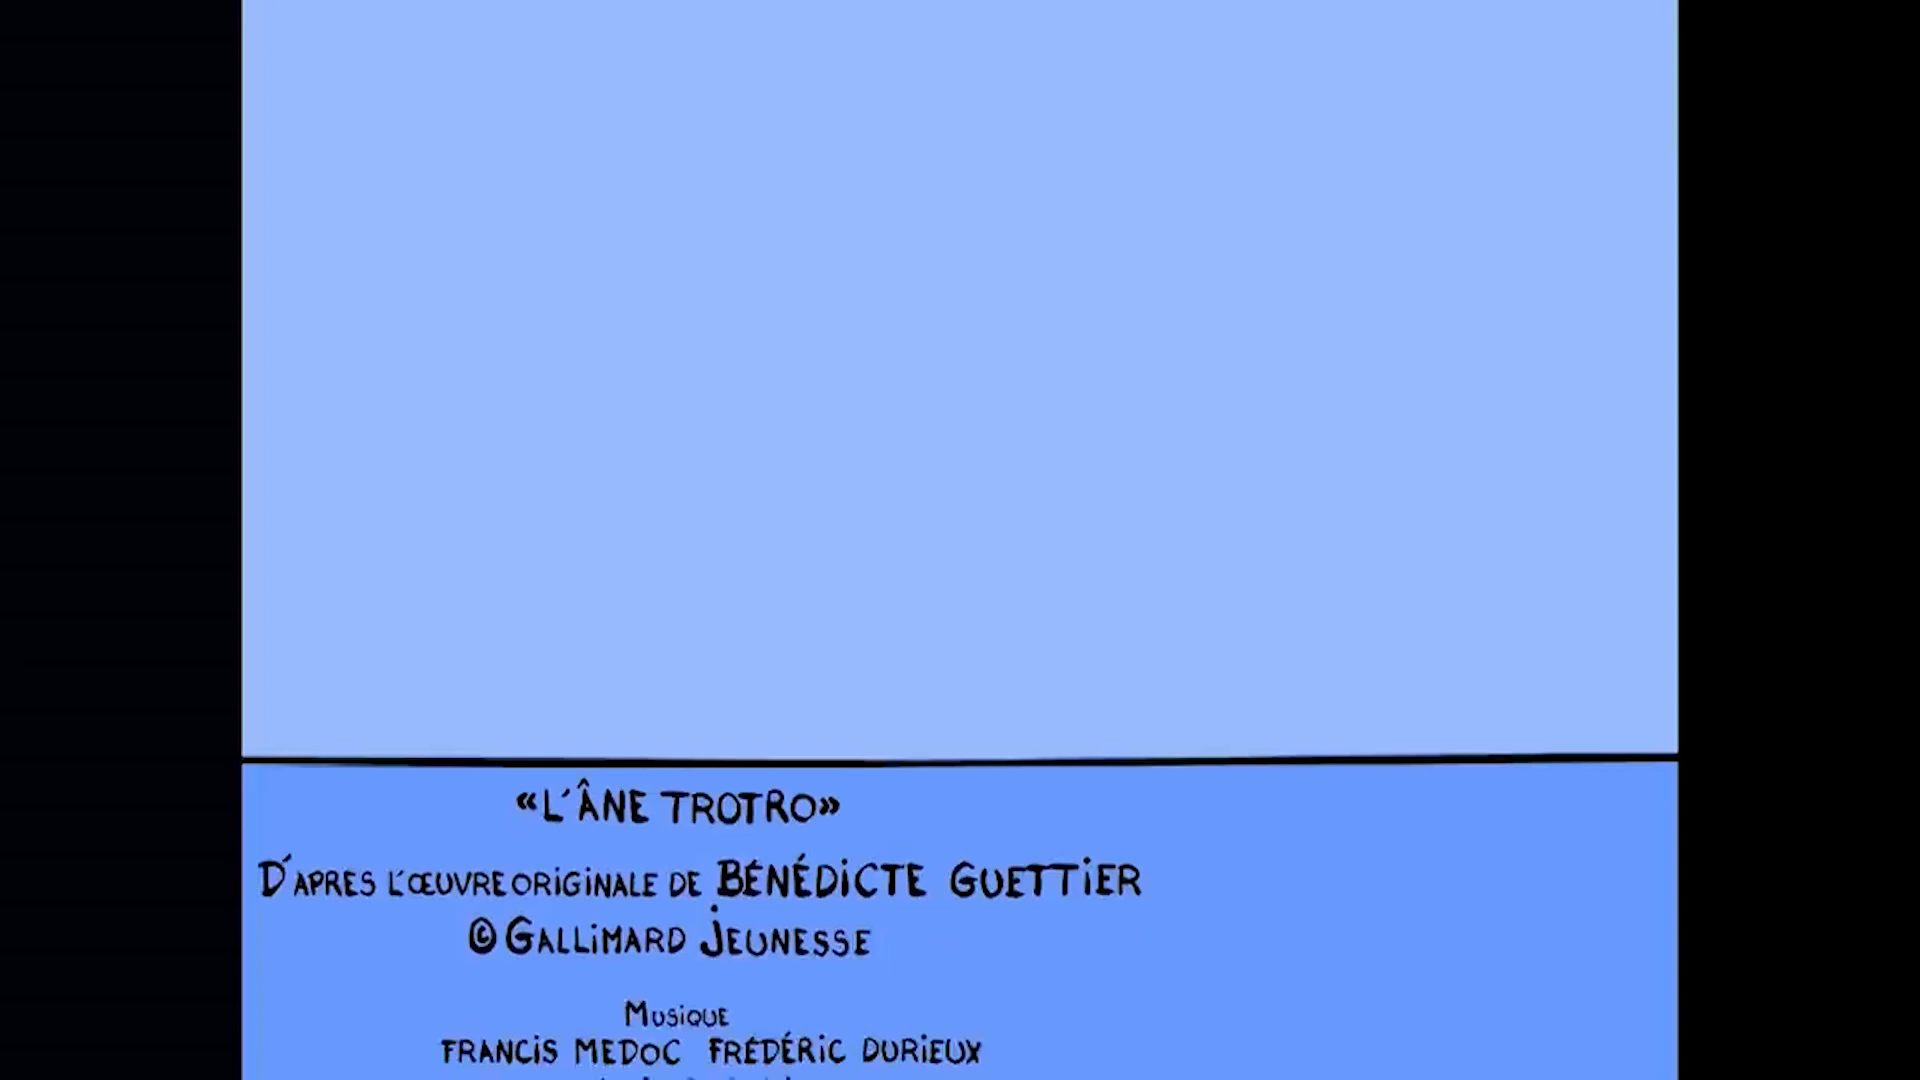 «L'ÂNE TROTRO»
D'APRES L'ŒUVRE ORIGINALE DE BÉNÉDICTE GUETTIER
© GALLIMARD JEUNESSE
MUSIQUE
FRANCIS MEDOC FRÉDÉRIC DURIEUX